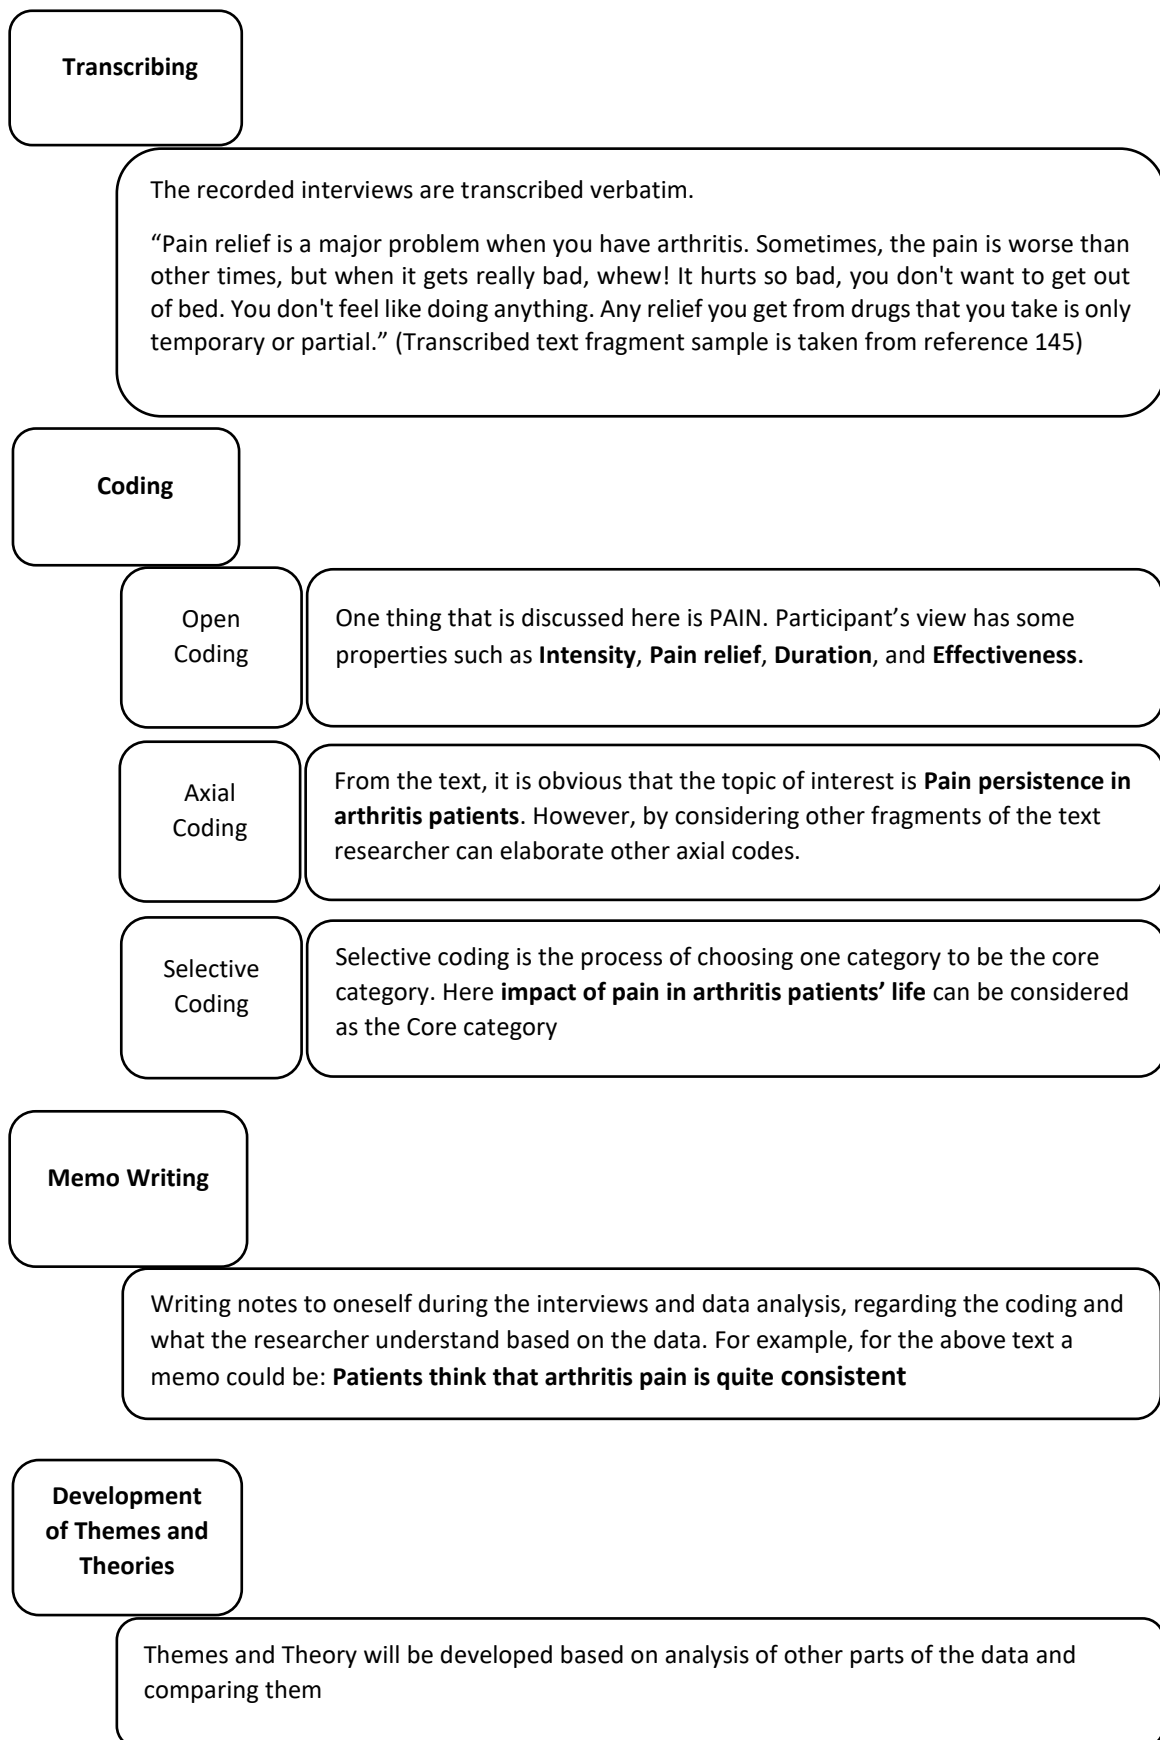 Transcribing
The recorded interviews are transcribed verbatim.
“Pain relief is a major problem when you have arthritis. Sometimes, the pain is worse than
other times, but when it gets really bad, whew! It hurts so bad, you don't want to get out
of bed. You don't feel like doing anything. Any relief you get from drugs that you take is only
temporary or partial.” (Transcribed text fragment sample is taken from reference 145)
Coding
Open
Coding
One thing that is discussed here is PAIN. Participant’s view has some
properties such as Intensity, Pain relief, Duration, and Effectiveness.
Axial
Coding
From the text, it is obvious that the topic of interest is Pain persistence in
arthritis patients. However, by considering other fragments of the text
researcher can elaborate other axial codes.
Selective
Coding
Selective coding is the process of choosing one category to be the core
category. Here impact of pain in arthritis patients’ life can be considered
as the Core category
Memo Writing
Writing notes to oneself during the interviews and data analysis, regarding the coding and
what the researcher understand based on the data. For example, for the above text a
memo could be: Patients think that arthritis pain is quite consistent
Development
of Themes and
Theories
Themes and Theory will be developed based on analysis of other parts of the data and
comparing them